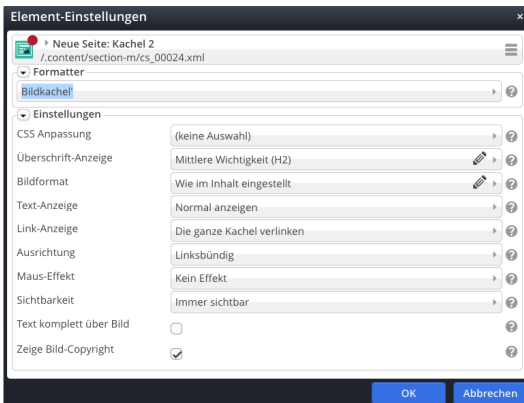 Element-Einstellungen
Neue Seite: Kachel 2
/.content/section-m/cs_00024.xml
Formatter
Bildkachel'
Einstellungen
CSS Anpassung (keine Auswahl)
Überschrift-Anzeige Mittlere Wichtigkeit (H2)
Bildformat Wie im Inhalt eingestellt
Text-Anzeige Normal anzeigen
Link-Anzeige Die ganze Kachel verlinken
Ausrichtung Linksbündig
Maus-Effekt Kein Effekt
Sichtbarkeit Immer sichtbar
Text komplett über Bild
Zeige Bild-Copyright
OK Abbrechen